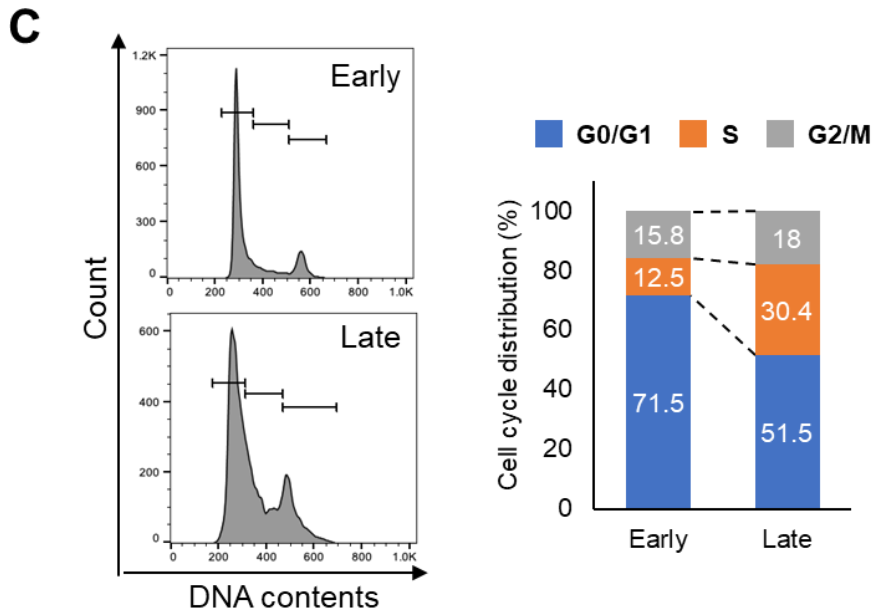 C
Early
1.2K
900
600
300
0
0 200 400 600 800 1.0K
Late
600
400
200
0
0 200 400 600 800 1.0K
Count
DNA contents
G0/G1 S G2/M
Cell cycle distribution (%)
100
80
60
40
20
0
15.8
12.5
71.5
18
30.4
51.5
Early Late